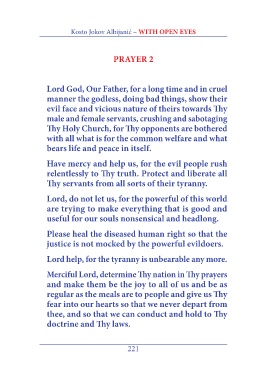 Kosto Jokov Albijanić – WITH OPEN EYES
PRAYER 2
Lord God, Our Father, for a long time and in cruel
manner the godless, doing bad things, show their
evil face and vicious nature of theirs towards Thy
male and female servants, crushing and sabotaging
Thy Holy Church, for Thy opponents are bothered
with all what is for the common welfare and what
bears life and peace in itself.
Have mercy and help us, for the evil people rush
relentlessly to Thy truth. Protect and liberate all
Thy servants from all sorts of their tyranny.
Lord, do not let us, for the powerful of this world
are trying to make everything that is good and
useful for our souls nonsensical and headlong.
Please heal the diseased human right so that the
justice is not mocked by the powerful evildoers.
Lord help, for the tyranny is unbearable any more.
Merciful Lord, determine Thy nation in Thy prayers
and make them be the joy to all of us and be as
regular as the meals are to people and give us Thy
fear into our hearts so that we never depart from
thee, and so that we can conduct and hold to Thy
doctrine and Thy laws.
221